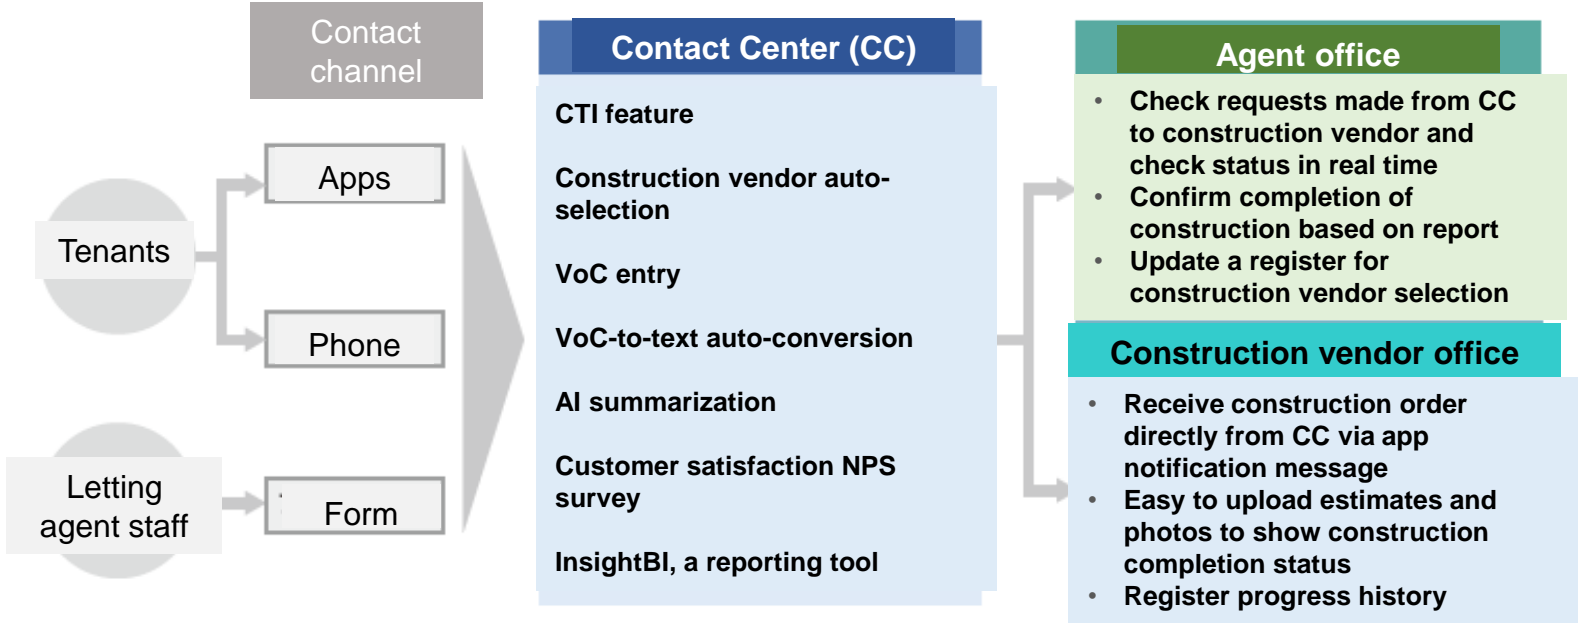 Contact
channel
Tenants
Apps
Phone
Letting
agent staff
Form
Contact Center (CC)
CTI feature
Construction vendor auto-
selection
VoC entry
VoC-to-text auto-conversion
AI summarization
Customer satisfaction NPS
survey
InsightBI, a reporting tool
Agent office
• Check requests made from CC
to construction vendor and
check status in real time
• Confirm completion of
construction based on report
• Update a register for
construction vendor selection
Construction vendor office
• Receive construction order
directly from CC via app
notification message
• Easy to upload estimates and
photos to show construction
completion status
• Register progress history